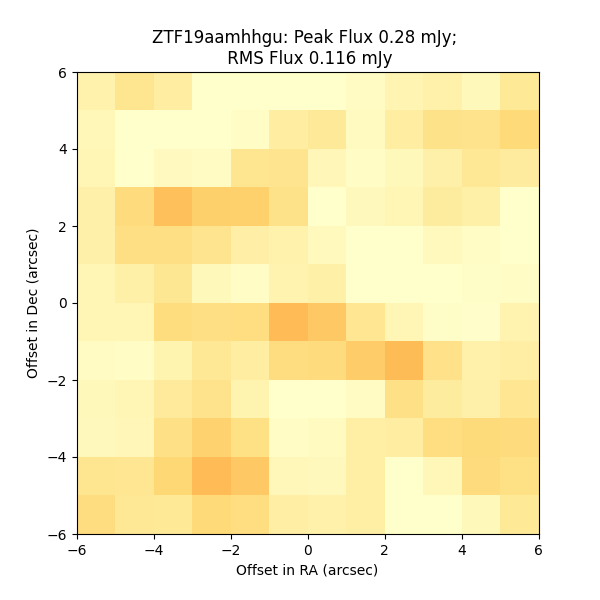 ZTF19aamhhgu: Peak Flux 0.28 mJy;
RMS Flux 0.116 mJy
6
4
2
0
−2
−4
−6
Offset in Dec (arcsec)
−6 −4 −2 0 2 4 6
Offset in RA (arcsec)